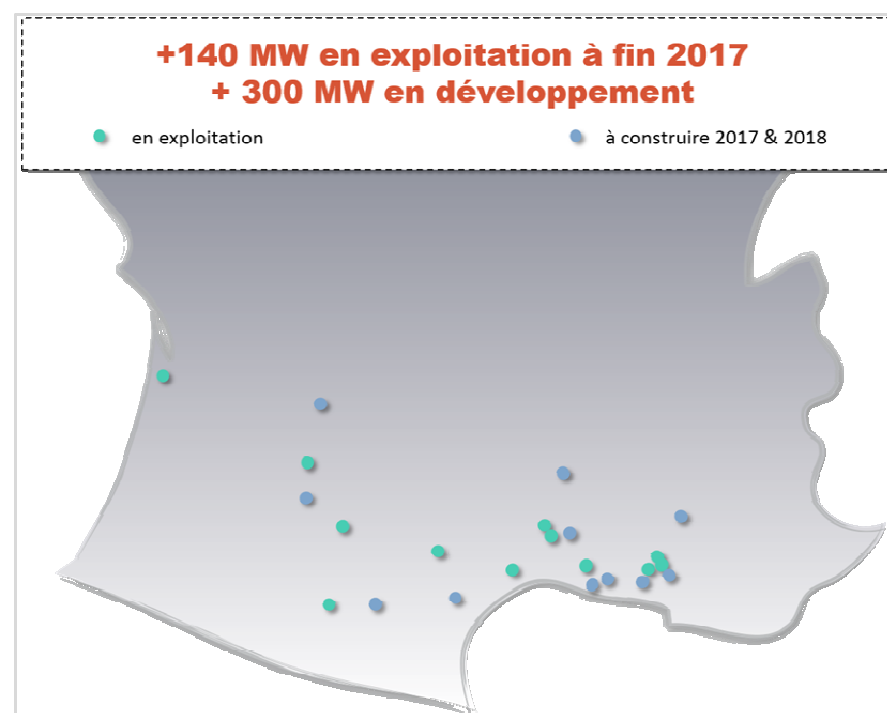 +140 MW en exploitation à fin 2017
+ 300 MW en développement
en exploitation
à construire 2017 & 2018